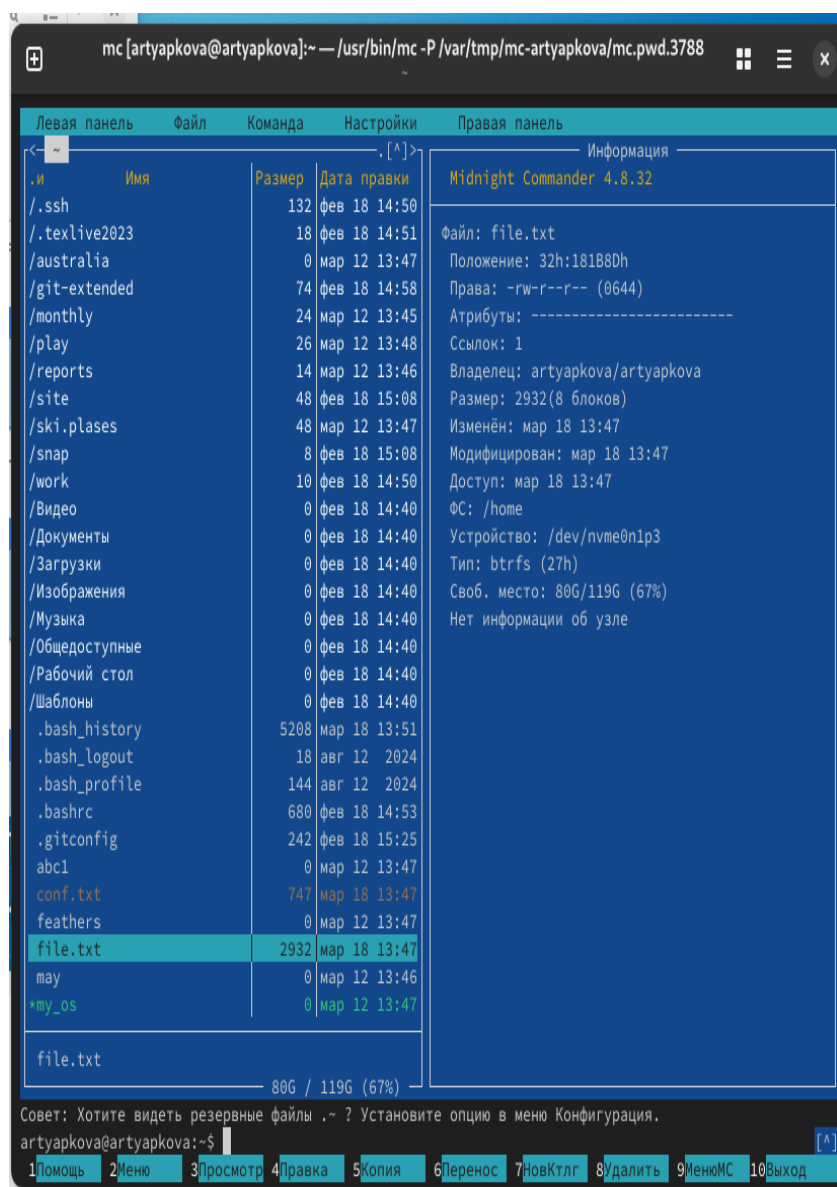 mc [artyapkova@artyapkova]:~ — /usr/bin/mc -P /var/tmp/mc-artyapkova/mc.pwd.3788
~
Левая панель Файл Команда Настройки Правая панель
<- ~ .[^]> Информация
.и Имя Размер Дата правки Midnight Commander 4.8.32
/.ssh 132 фев 18 14:50
/.texlive2023 18 фев 18 14:51 Файл: file.txt
/australia 0 мар 12 13:47 Положение: 32h:181B8Dh
/git-extended 74 фев 18 14:58 Права: -rw-r--r-- (0644)
/monthly 24 мар 12 13:45 Атрибуты: -------------------------
/play 26 мар 12 13:48 Ссылок: 1
/reports 14 мар 12 13:46 Владелец: artyapkova/artyapkova
/site 48 фев 18 15:08 Размер: 2932(8 блоков)
/ski.plases 48 мар 12 13:47 Изменён: мар 18 13:47
/snap 8 фев 18 15:08 Модифицирован: мар 18 13:47
/work 10 фев 18 14:50 Доступ: мар 18 13:47
/Видео 0 фев 18 14:40 ФС: /home
/Документы 0 фев 18 14:40 Устройство: /dev/nvme0n1p3
/Загрузки 0 фев 18 14:40 Тип: btrfs (27h)
/Изображения 0 фев 18 14:40 Своб. место: 80G/119G (67%)
/Музыка 0 фев 18 14:40 Нет информации об узле
/Общедоступные 0 фев 18 14:40
/Рабочий стол 0 фев 18 14:40
/Шаблоны 0 фев 18 14:40
.bash_history 5208 мар 18 13:51
.bash_logout 18 авг 12 2024
.bash_profile 144 авг 12 2024
.bashrc 680 фев 18 14:53
.gitconfig 242 фев 18 15:25
abc1 0 мар 12 13:47
conf.txt 747 мар 18 13:47
feathers 0 мар 12 13:47
file.txt 2932 мар 18 13:47
may 0 мар 12 13:46
*my_os 0 мар 12 13:47
file.txt
80G / 119G (67%)
Совет: Хотите видеть резервные файлы .~ ? Установите опцию в меню Конфигурация.
artyapkova@artyapkova:~$ [^]
1Помощь 2Меню 3Просмотр 4Правка 5Копия 6Перенос 7НовКтлг 8Удалить 9МенюМС 10Выход